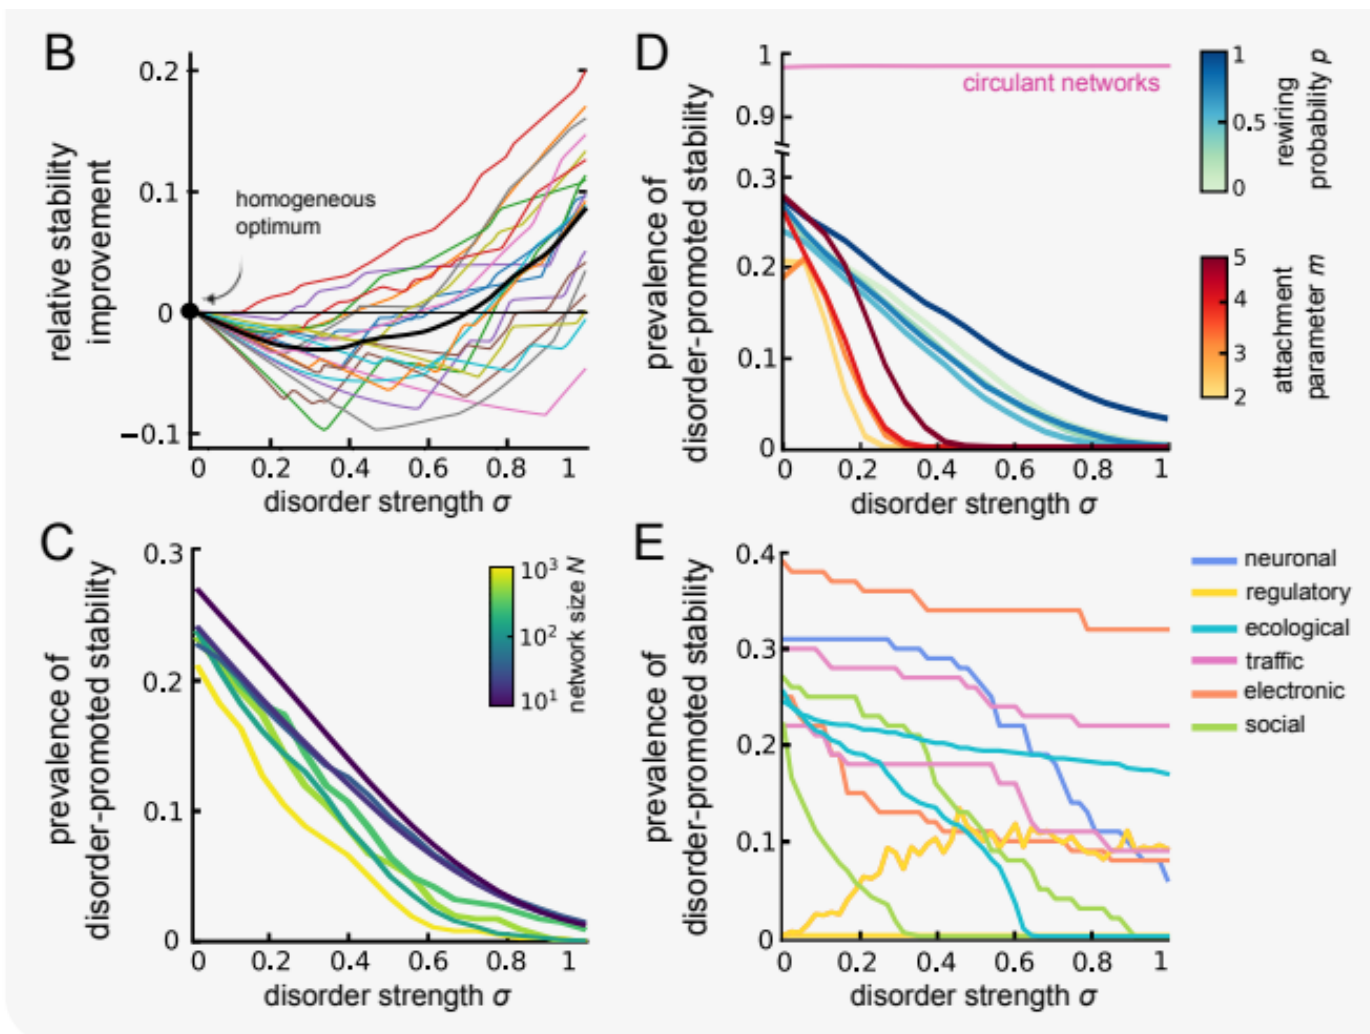 B
relative stability
improvement
0.2
0.1
0
−0.1
homogeneous
optimum
0 0.2 0.4 0.6 0.8 1
disorder strength σ
D
prevalence of
disorder-promoted stability
1
0.9
0.3
0.2
0.1
0
circulant networks
0 0.2 0.4 0.6 0.8 1
disorder strength σ
1
0.5
0
rewiring
probability p
5
4
3
2
attachment
parameter m
C
prevalence of
disorder-promoted stability
0.3
0.2
0.1
0
10³
10²
10¹
network size N
0 0.2 0.4 0.6 0.8 1
disorder strength σ
E
prevalence of
disorder-promoted stability
0.4
0.3
0.2
0.1
0
0 0.2 0.4 0.6 0.8 1
disorder strength σ
neuronal
regulatory
ecological
traffic
electronic
social